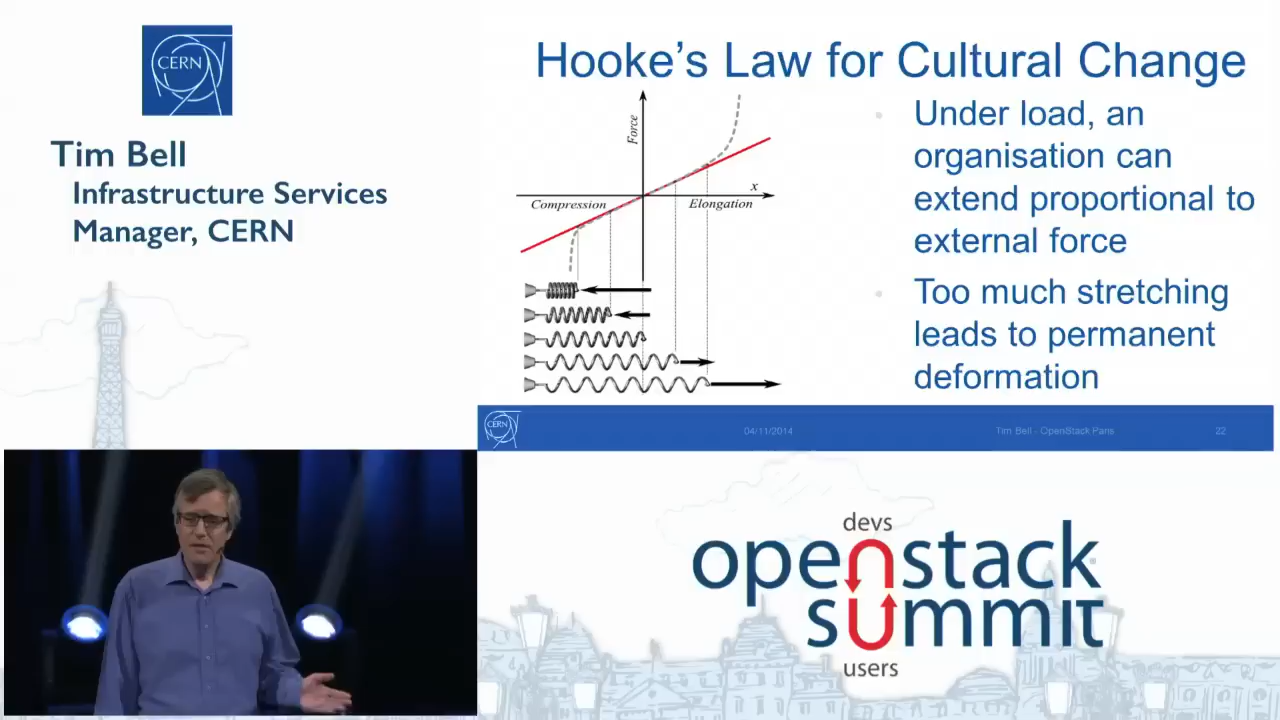 CERN
Tim Bell
Infrastructure Services
Manager, CERN
Hooke's Law for Cultural Change
Force
x
Compression
Elongation
Under load, an
organisation can
extend proportional to
external force
Too much stretching
leads to permanent
deformation
CERN
04/11/2014
Tim Bell - OpenStack Paris
22
devs
openstack
summit
users